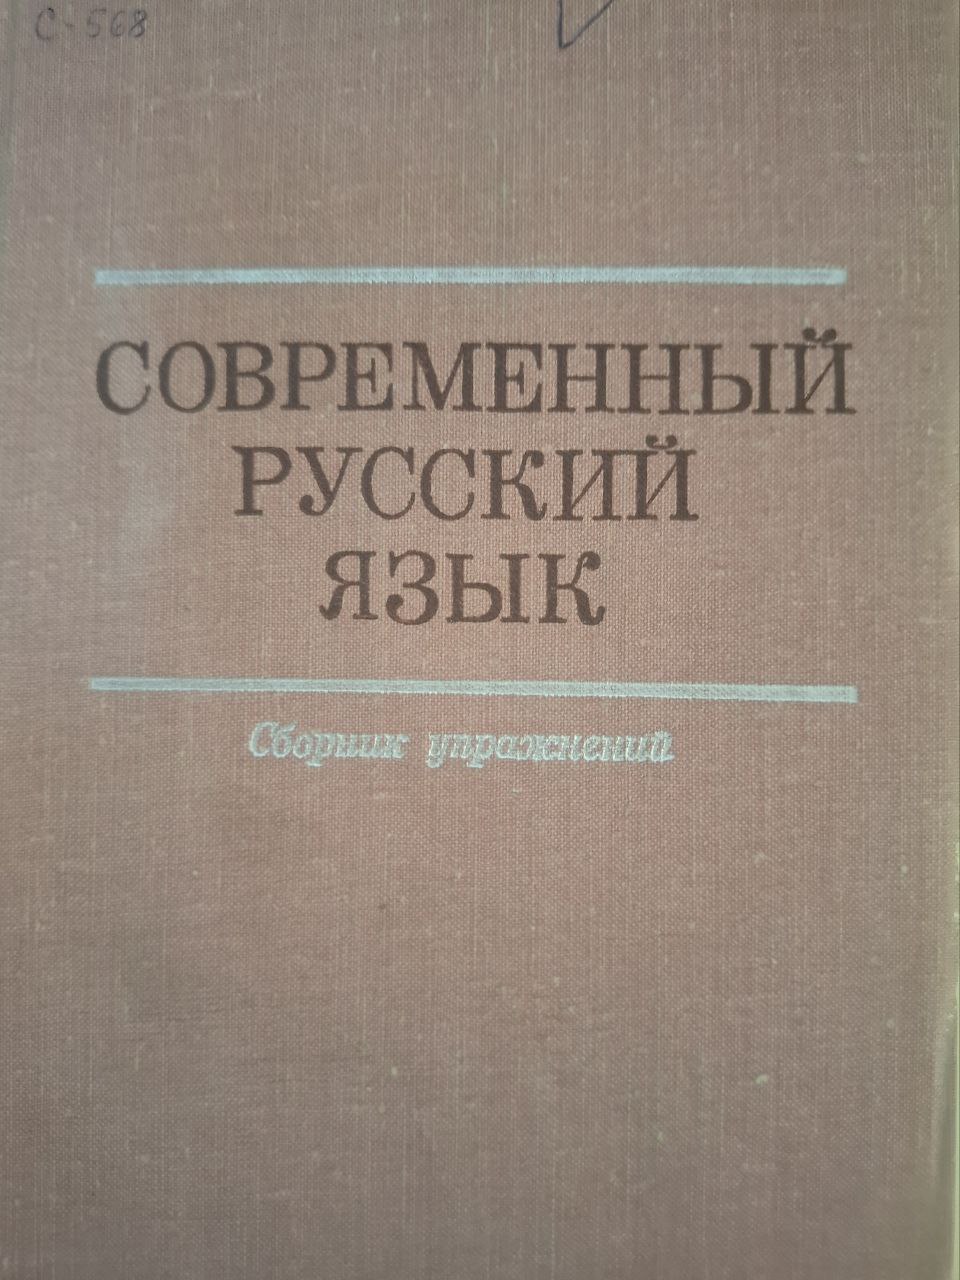 С-568
СОВРЕМЕННЫЙ
РУССКИЙ
ЯЗЫК
Сборник упражнений